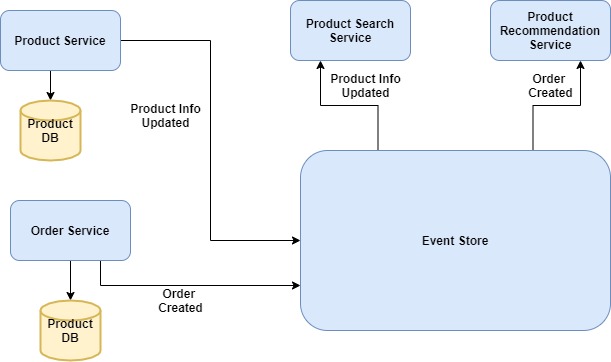 Product Service
Product
DB
Product Search
Service
Product
Recommendation
Service
Product Info
Updated
Product Info
Updated
Order
Created
Order Service
Event Store
Order
Created
Product
DB